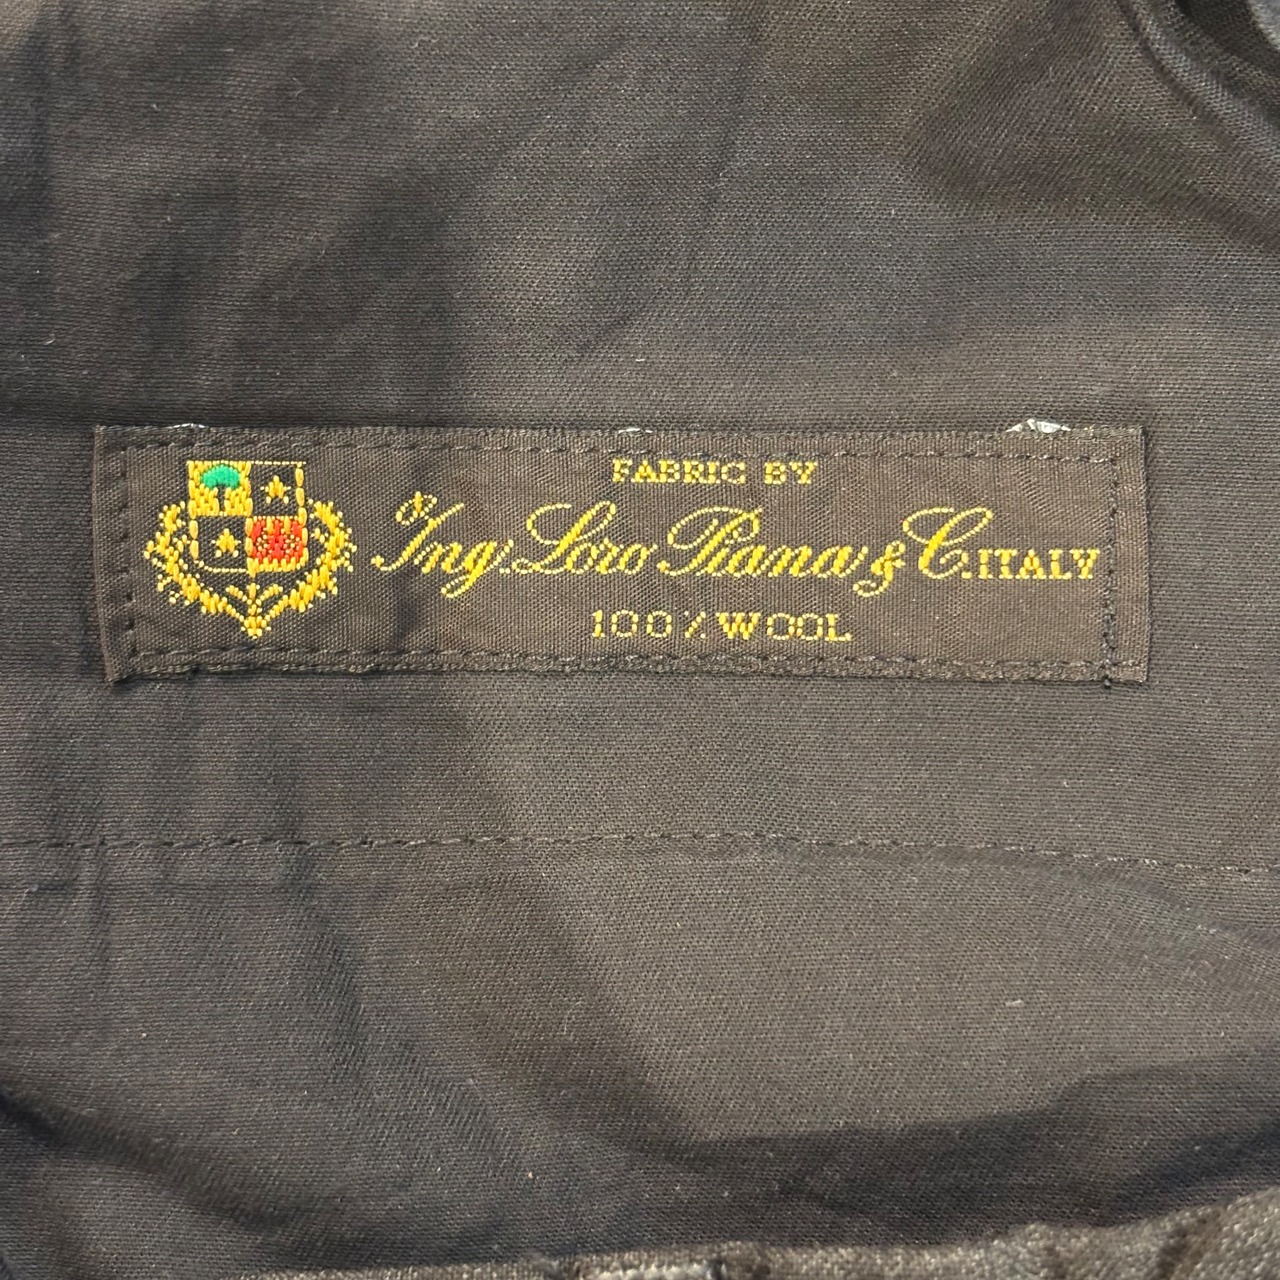 FABRIC BY
Ing. Loro Piana & C. ITALY
100% WOOL